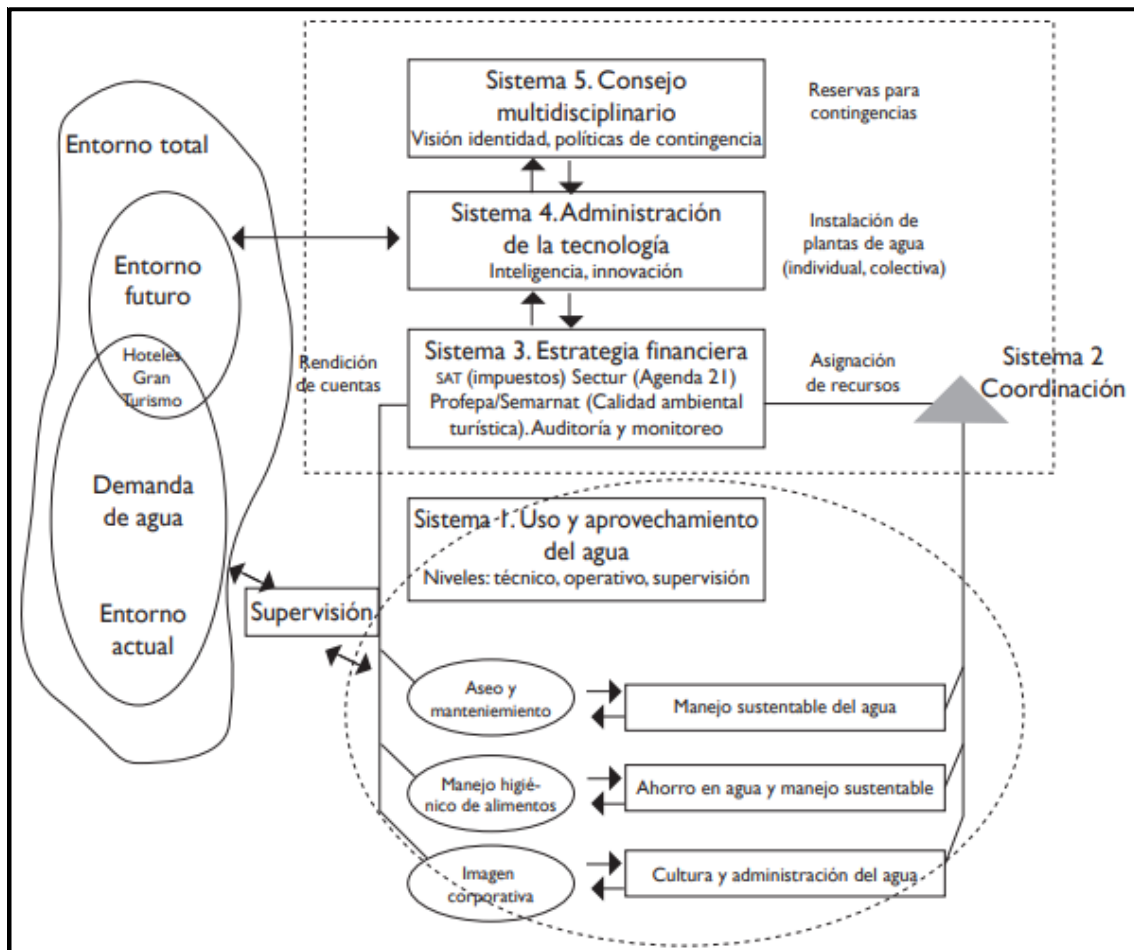 Sistema 5. Consejo
multidisciplinario
Visión identidad, políticas de contingencia
Reservas para
contingencias
Entorno total
Sistema 4. Administración
de la tecnología
Inteligencia, innovación
Instalación de
plantas de agua
(individual, colectiva)
Entorno
futuro
Hoteles
Gran
Turismo
Rendición
de cuentas
Sistema 3. Estrategia financiera
SAT (impuestos) Sectur (Agenda 21)
Profepa/Semarnat (Calidad ambiental
turística). Auditoría y monitoreo
Asignación
de recursos
Sistema 2
Coordinación
Demanda
de agua
Entorno
actual
Sistema 1. Uso y aprovechamiento
del agua
Niveles: técnico, operativo, supervisión
Supervisión
Aseo y
manteniemiento
Manejo sustentable del agua
Manejo higié-
nico de alimentos
Ahorro en agua y manejo sustentable
Imagen
corporativa
Cultura y administración del agua